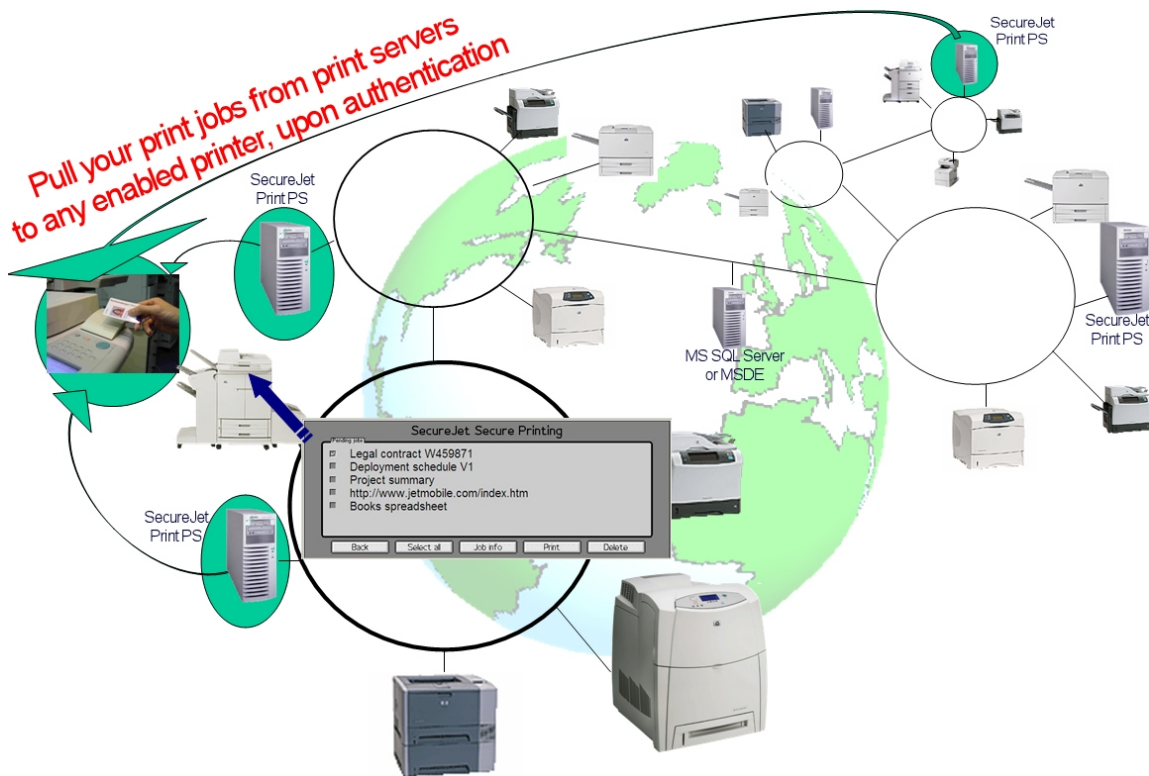 Pull your print jobs from print servers
to any enabled printer, upon authentication
SecureJet
Print PS
SecureJet
Print PS
MS SQL Server
or MSDE
SecureJet
Print PS
SecureJet Secure Printing
Pending jobs
Legal contract W459871
Deployment schedule V1
Project summary
http://www.jetmobile.com/index.htm
Books spreadsheet
Back
Select all
Job info
Print
Delete
SecureJet
Print PS